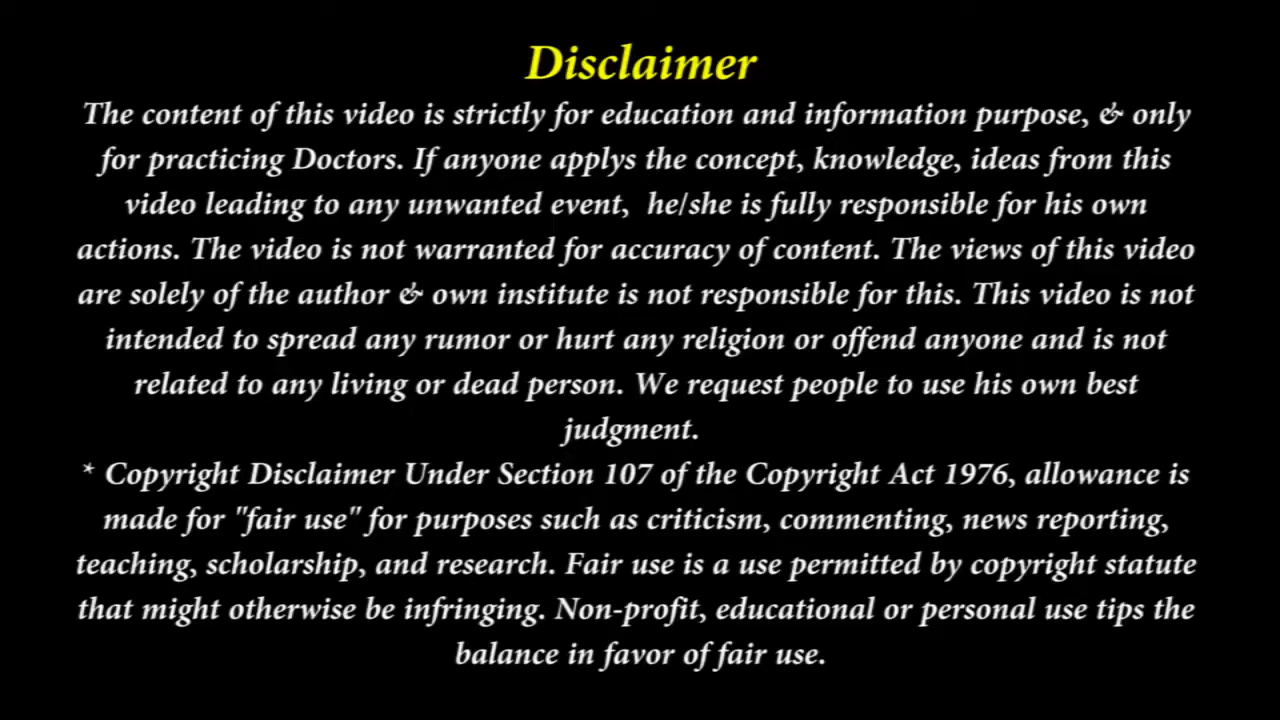 Disclaimer
The content of this video is strictly for education and information purpose, & only
for practicing Doctors. If anyone applys the concept, knowledge, ideas from this
video leading to any unwanted event,  he/she is fully responsible for his own
actions. The video is not warranted for accuracy of content. The views of this video
are solely of the author & own institute is not responsible for this. This video is not
intended to spread any rumor or hurt any religion or offend anyone and is not
related to any living or dead person. We request people to use his own best
judgment.
* Copyright Disclaimer Under Section 107 of the Copyright Act 1976, allowance is
made for "fair use" for purposes such as criticism, commenting, news reporting,
teaching, scholarship, and research. Fair use is a use permitted by copyright statute
that might otherwise be infringing. Non-profit, educational or personal use tips the
balance in favor of fair use.